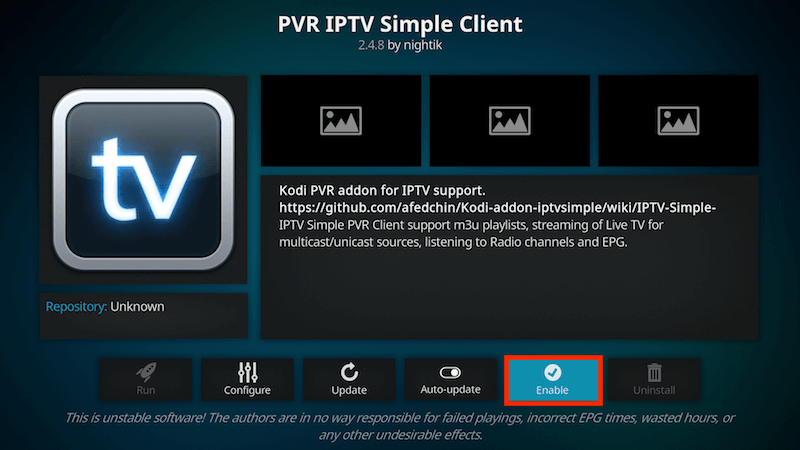 PVR IPTV Simple Client
2.4.8 by nightik
tv
Kodi PVR addon for IPTV support.
https://github.com/afedchin/Kodi-addon-iptvsimple/wiki/IPTV-Simple-
IPTV Simple PVR Client support m3u playlists, streaming of Live TV for
multicast/unicast sources, listening to Radio channels and EPG.
Repository: Unknown
Run
Configure
Update
Auto-update
Enable
Uninstall
This is unstable software! The authors are in no way responsible for failed playings, incorrect EPG times, wasted hours, or
any other undesirable effects.